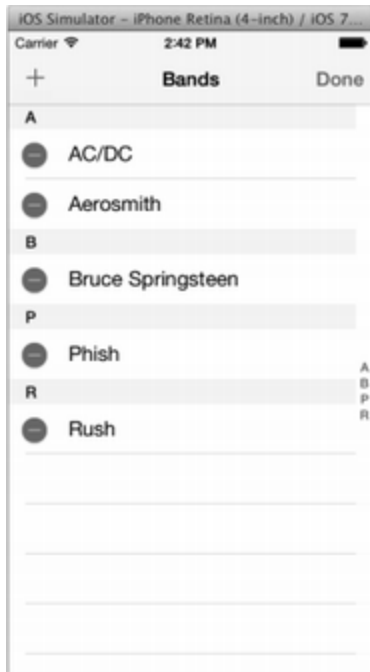 iOS Simulator – iPhone Retina (4-inch) / iOS 7....
Carrier 2:42 PM
+ Bands Done
A
AC/DC
Aerosmith
B
Bruce Springsteen
P
Phish
R
Rush
A
B
P
R